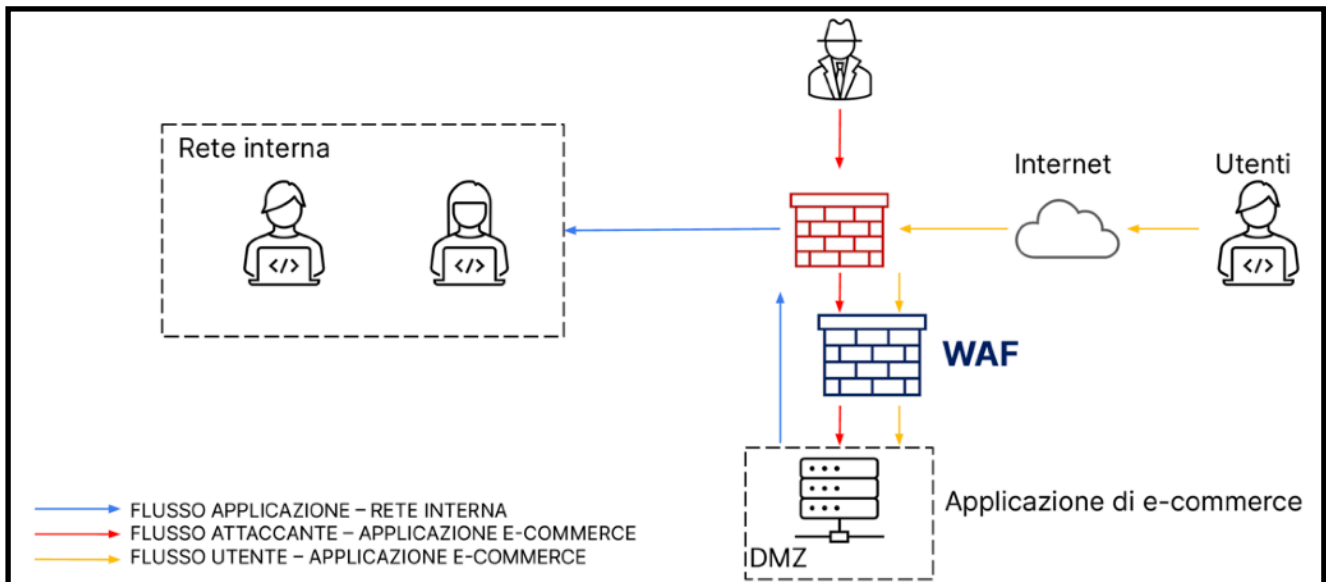 Rete interna
Internet
Utenti
</>
</>
</>
WAF
Applicazione di e-commerce
DMZ
FLUSSO APPLICAZIONE – RETE INTERNA
FLUSSO ATTACCANTE – APPLICAZIONE E-COMMERCE
FLUSSO UTENTE – APPLICAZIONE E-COMMERCE